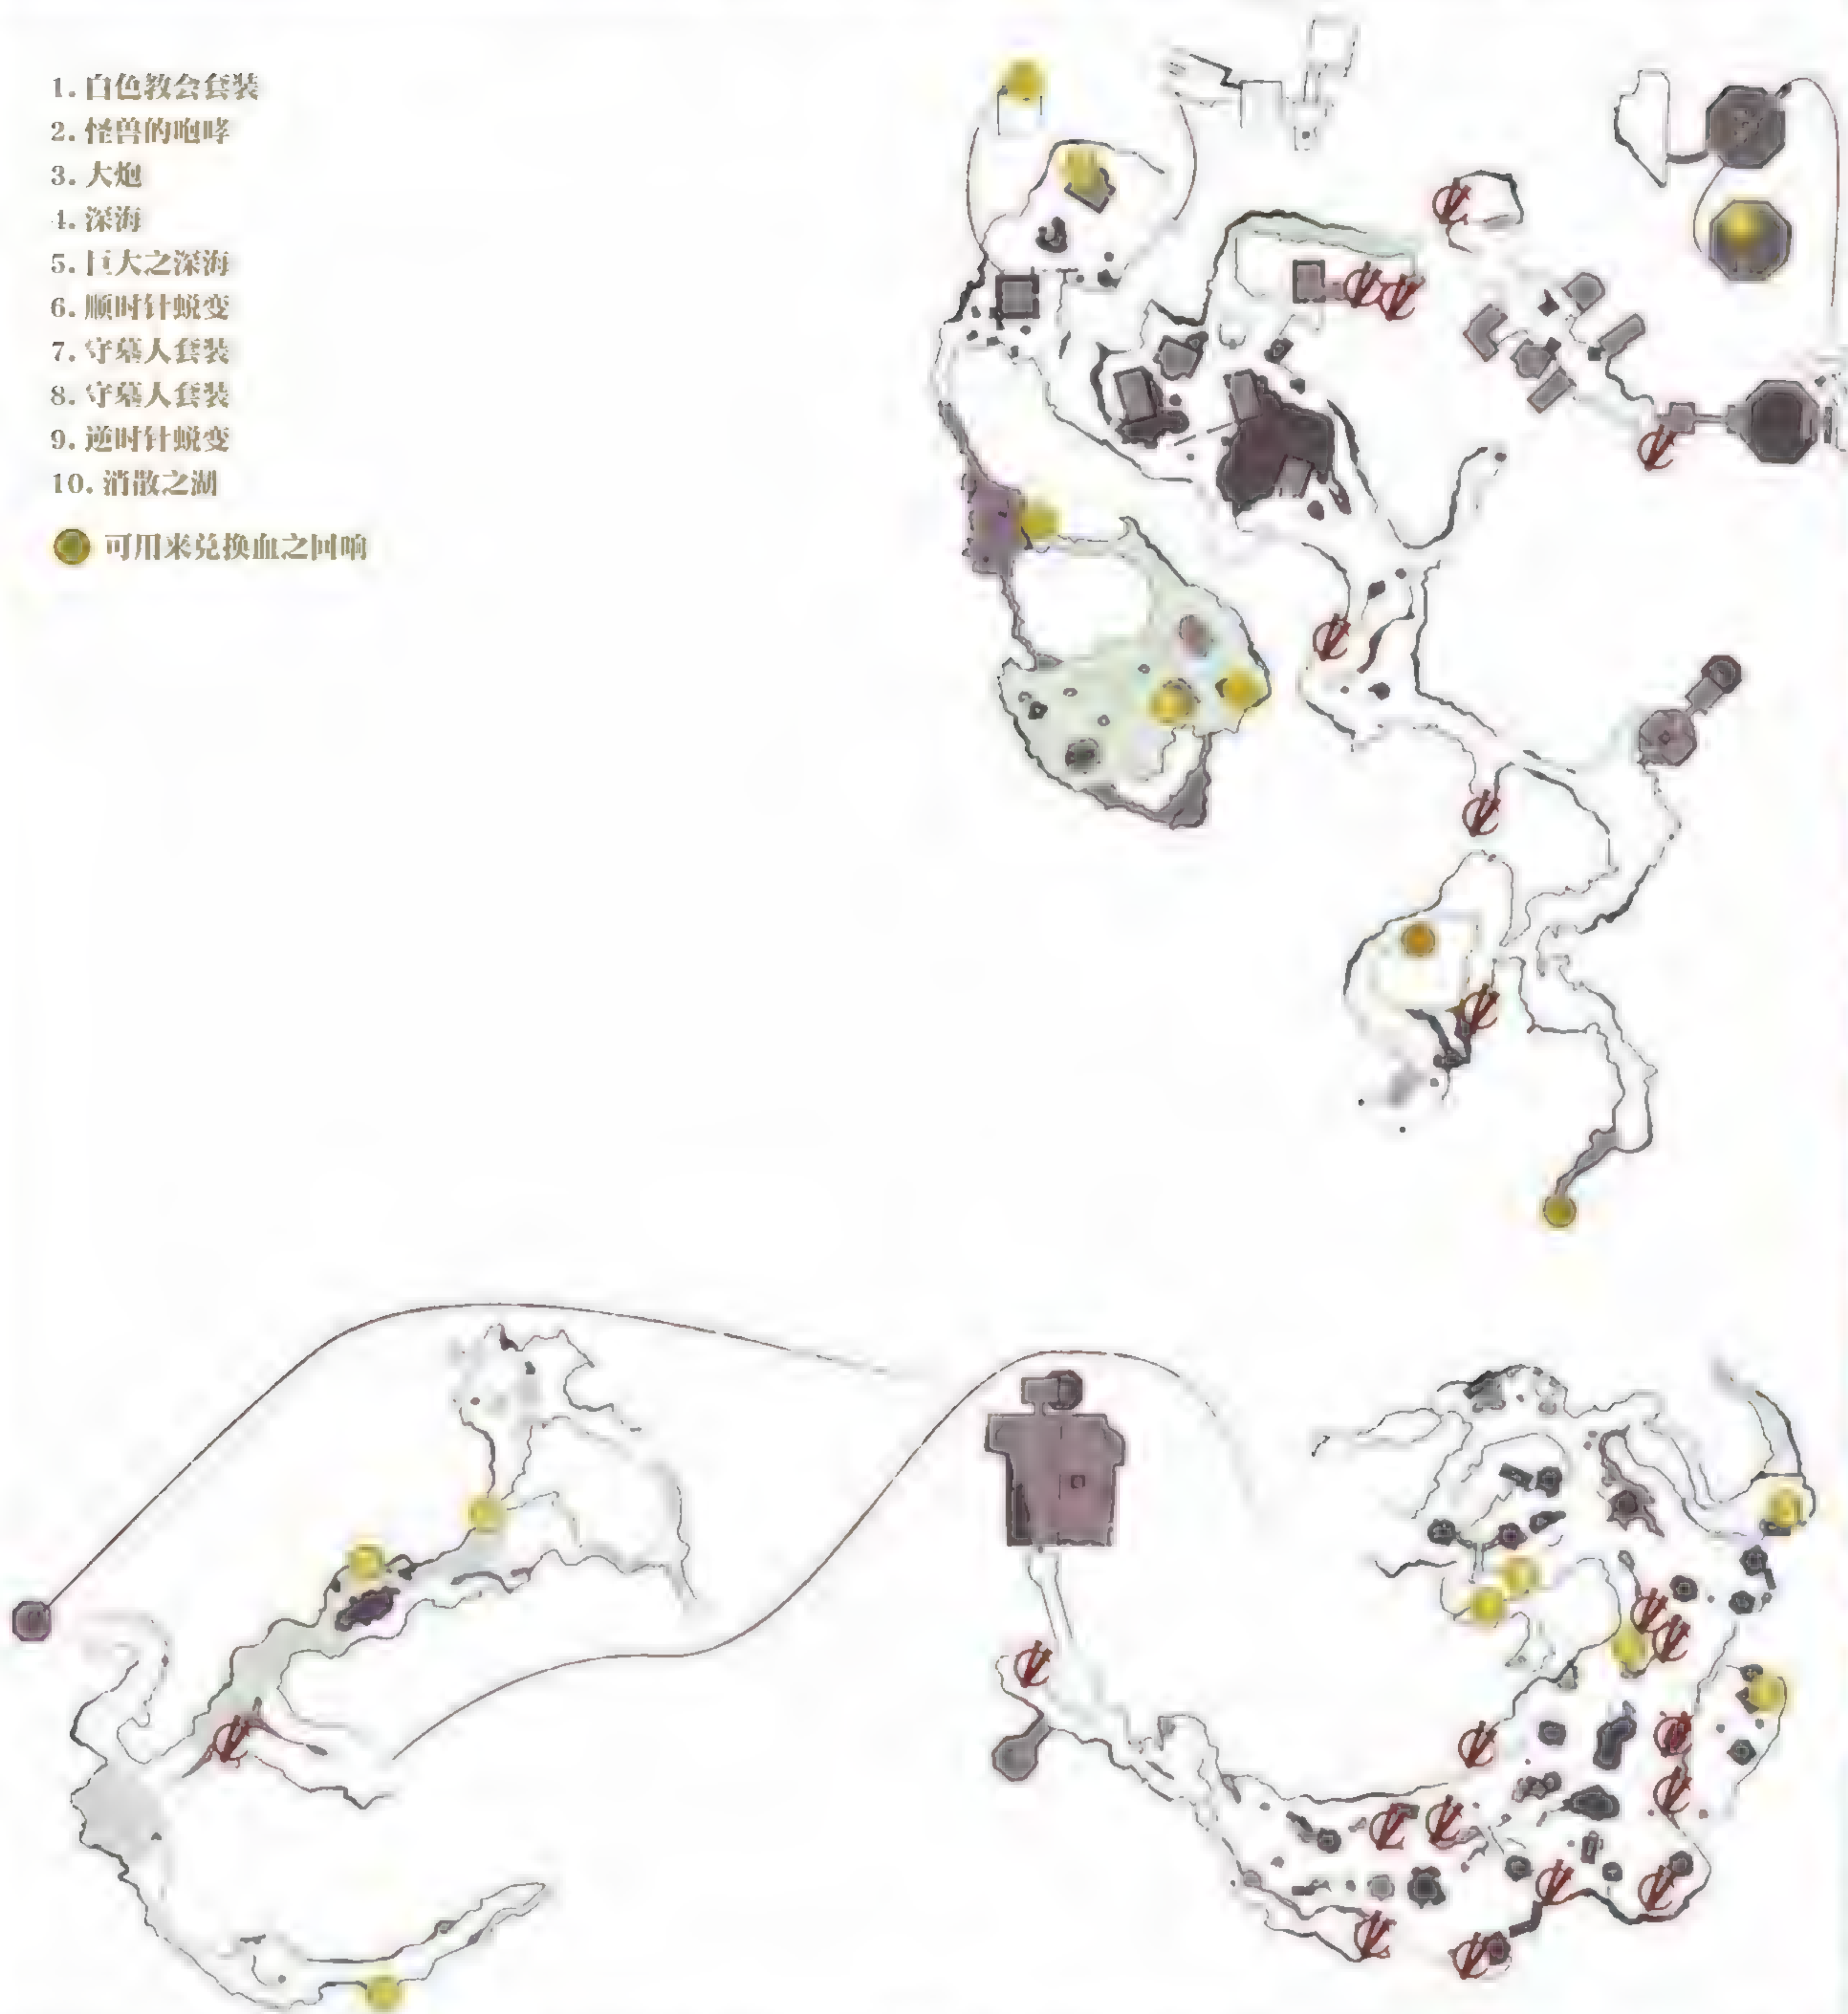 1. 白色教会套装
2. 怪兽的咆哮
3. 大炮
4. 深海
5. 巨大之深海
6. 顺时针蜕变
7. 守墓人套装
8. 守墓人套装
9. 逆时针蜕变
10. 消散之湖
可用来兑换血之回响